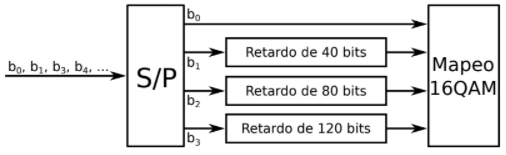 b₀, b₁, b₃, b₄, ...
S/P
b₀
b₁
b₂
b₃
Retardo de 40 bits
Retardo de 80 bits
Retardo de 120 bits
Mapeo
16QAM